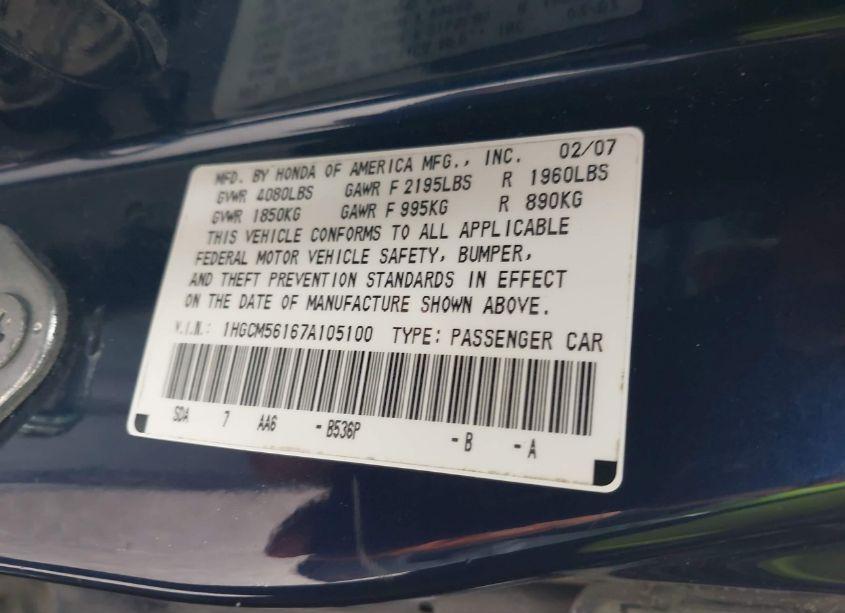 MFD. BY HONDA OF AMERICA MFG., INC. 02/07
GVWR 4080LBS GAWR F 2195LBS R 1960LBS
GVWR 1850KG GAWR F 995KG R 890KG
THIS VEHICLE CONFORMS TO ALL APPLICABLE
FEDERAL MOTOR VEHICLE SAFETY, BUMPER,
AND THEFT PREVENTION STANDARDS IN EFFECT
ON THE DATE OF MANUFACTURE SHOWN ABOVE.
V.I.N.: 1HGCM56167A105100 TYPE: PASSENGER CAR
SDA 7 AA6 - B536P - B - A